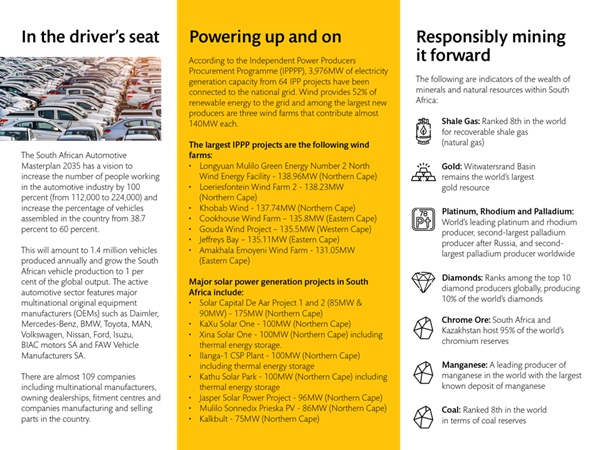 In the driver's seat
The South African Automotive
Masterplan 2035 has a vision to
increase the number of people working
in the automotive industry by 100
percent (from 112,000 to 224,000) and
increase the percentage of vehicles
assembled in the country from 38.7
percent to 60 percent.
This will amount to 1.4 million vehicles
produced annually and grow the South
African vehicle production to 1 per
cent of the global output. The active
automotive sector features major
multinational original equipment
manufacturers (OEMs) such as Daimler,
Mercedes-Benz, BMW, Toyota, MAN,
Volkswagen, Nissan, Ford, Isuzu,
BIAC motors SA and FAW Vehicle
Manufacturers SA.
There are almost 109 companies
including multinational manufacturers,
owning dealerships, fitment centres and
companies manufacturing and selling
parts in the country.
Powering up and on
According to the Independent Power Producers
Procurement Programme (IPPPP), 3,976MW of electricity
generation capacity from 64 IPP projects have been
connected to the national grid. Wind provides 52% of
renewable energy to the grid and among the largest new
producers are three wind farms that contribute almost
140MW each.
The largest IPPP projects are the following wind
farms:
• Longyuan Mulilo Green Energy Number 2 North
Wind Energy Facility - 138.96MW (Northern Cape)
• Loeriesfontein Wind Farm 2 - 138.23MW
(Northern Cape)
• Khobab Wind - 137.74MW (Northern Cape)
• Cookhouse Wind Farm – 135.8MW (Eastern Cape)
• Gouda Wind Project – 135.5MW (Western Cape)
• Jeffreys Bay – 135.11MW (Eastern Cape)
• Amakhala Emoyeni Wind Farm - 131.05MW
(Eastern Cape)
Major solar power generation projects in South
Africa include:
• Solar Capital De Aar Project 1 and 2 (85MW &
90MW) - 175MW (Northern Cape)
• KaXu Solar One - 100MW (Northern Cape)
• Xina Solar One - 100MW (Northern Cape) including
thermal energy storage.
• Ilanga-1 CSP Plant - 100MW (Northern Cape)
including thermal energy storage
• Kathu Solar Park - 100MW (Northern Cape) including
thermal energy storage
• Jasper Solar Power Project - 96MW (Northern Cape)
• Mulilo Sonnedix Prieska PV - 86MW (Northern Cape)
• Kalkbult - 75MW (Northern Cape)
Responsibly mining
it forward
The following are indicators of the wealth of
minerals and natural resources within South
Africa:
Shale Gas: Ranked 8th in the world
for recoverable shale gas
(natural gas)
Gold: Witwatersrand Basin
remains the world's largest
gold resource
78
Pt
Platinum, Rhodium and Palladium:
World's leading platinum and rhodium
producer, second-largest palladium
producer after Russia, and second-
largest palladium producer worldwide
Diamonds: Ranks among the top 10
diamond producers globally, producing
10% of the world's diamonds
Chrome Ore: South Africa and
Kazakhstan host 95% of the world's
chromium reserves
Manganese: A leading producer of
manganese in the world with the largest
known deposit of manganese
Coal: Ranked 8th in the world
in terms of coal reserves